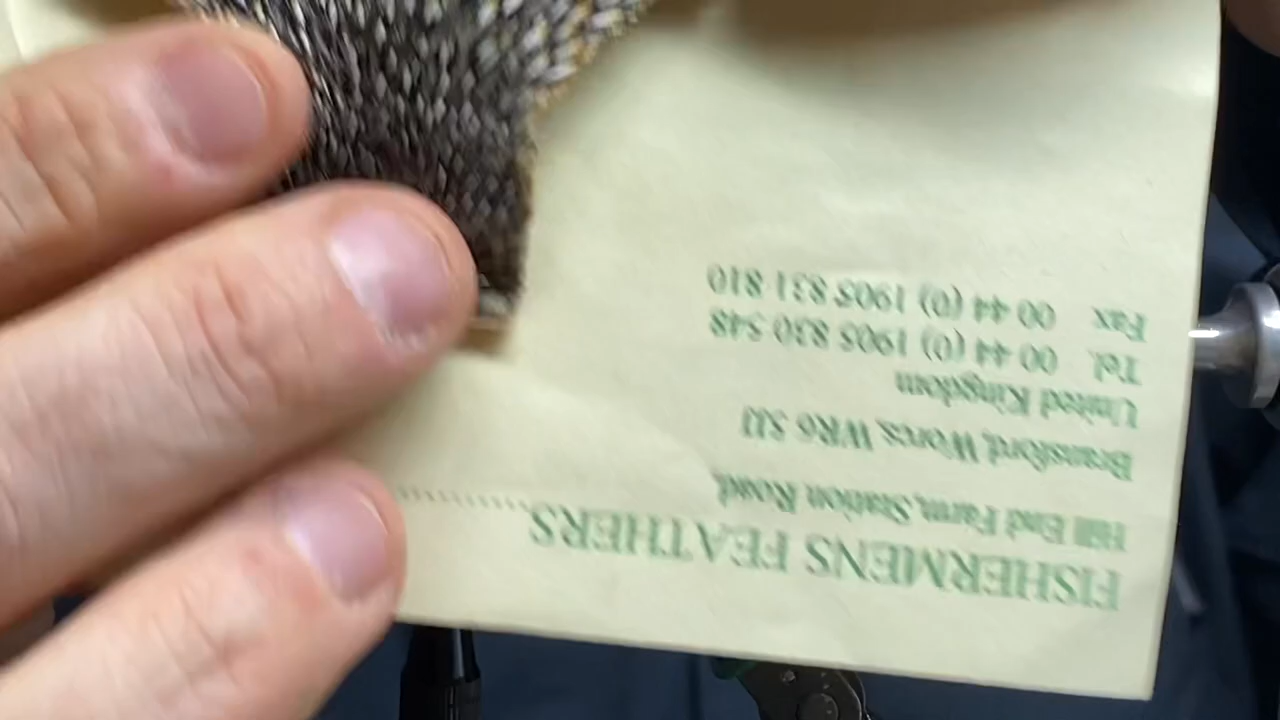 FISHERMENS FEATHERS
Hill End Farm, Station Road,
Bransford, Worcs, WR6 5JJ
United Kingdom
Tel. 00 44 (0) 1905 830 548
Fax 00 44 (0) 1905 831 810